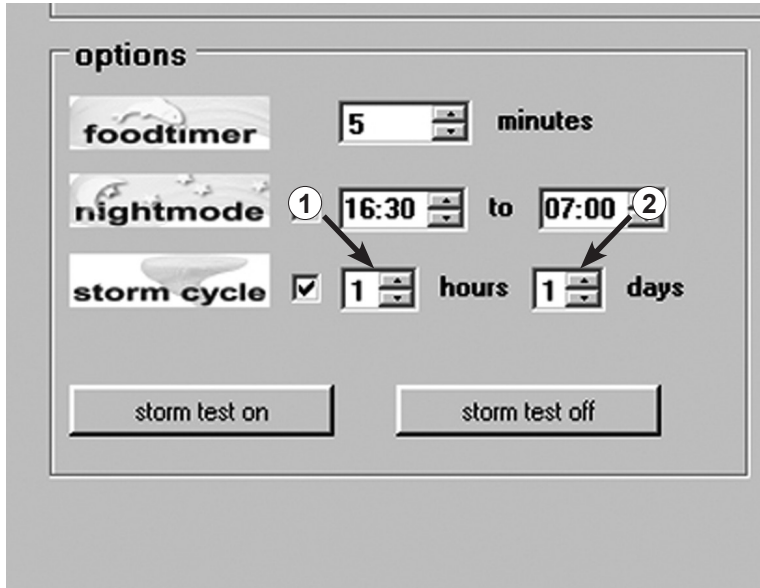 options
foodtimer 5 minutes
nightmode 16:30 to 07:00
1 2
storm cycle 1 hours 1 days
storm test on storm test off